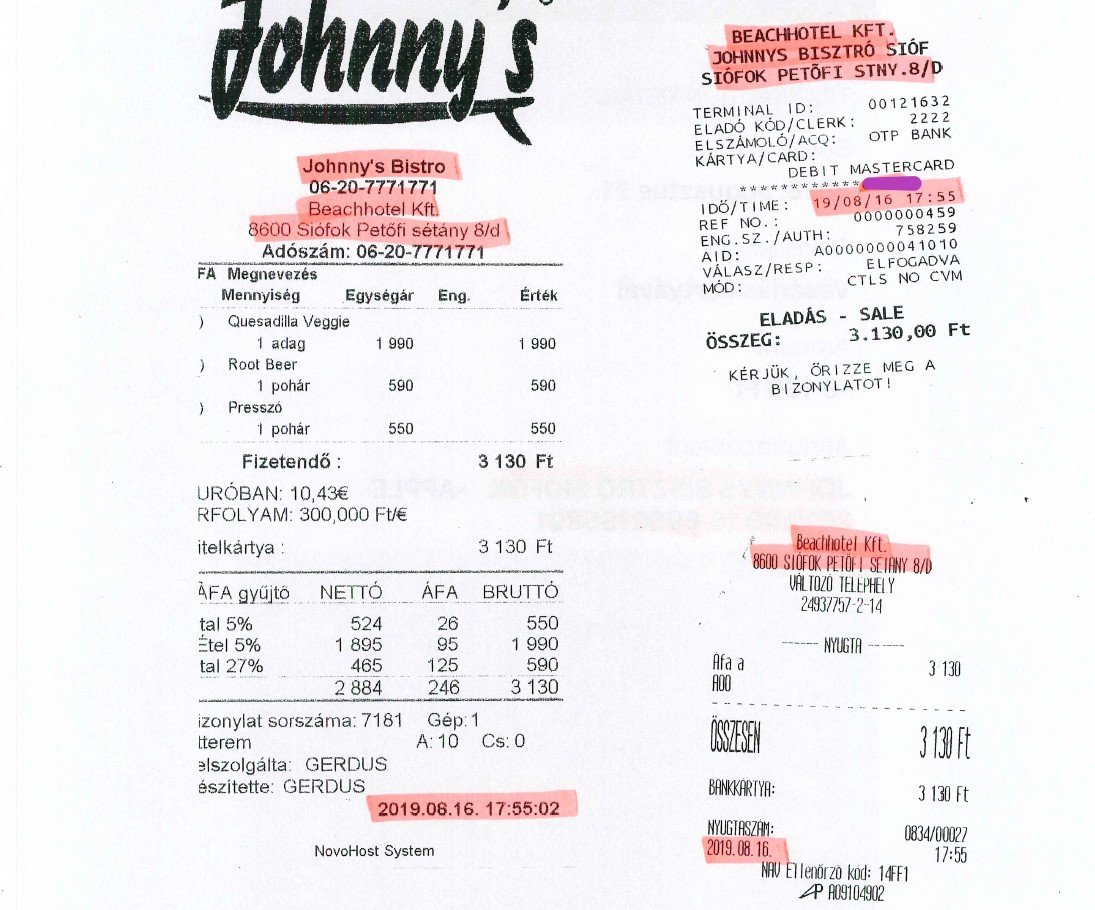 Johnny's
Johnny's Bistro
06-20-7771771
Beachhotel Kft.
8600 Siófok Petőfi sétány 8/d
Adószám: 06-20-7771771
FA Megnevezés
Mennyiség Egységár Eng. Érték
) Quesadilla Veggie
1 adag 1 990 1 990
) Root Beer
1 pohár 590 590
) Presszó
1 pohár 550 550
Fizetendő : 3 130 Ft
URÓBAN: 10,43€
RFOLYAM: 300,000 Ft/€
itelkártya : 3 130 Ft
ÁFA gyűjtő NETTÓ ÁFA BRUTTÓ
tal 5% 524 26 550
Étel 5% 1 895 95 1 990
tal 27% 465 125 590
2 884 246 3 130
izonylat sorszáma: 7181 Gép: 1
tterem A: 10 Cs: 0
elszolgálta: GERDUS
észítette: GERDUS
2019.08.16. 17:55:02
NovoHost System
BEACHHOTEL KFT.
JOHNNYS BISZTRÓ SIÓF
SIÓFOK PETŐFI STNY.8/D
TERMINAL ID: 00121632
ELADÓ KÓD/CLERK: 2222
ELSZÁMOLÓ/ACQ: OTP BANK
KÁRTYA/CARD:
DEBIT MASTERCARD
************
IDŐ/TIME: 19/08/16 17:55
REF NO.: 0000000459
ENG.SZ./AUTH: 758259
AID: A0000000041010
VÁLASZ/RESP: ELFOGADVA
MÓD: CTLS NO CVM
ELADÁS - SALE
ÖSSZEG: 3.130,00 Ft
KÉRJÜK, ŐRIZZE MEG A
BIZONYLATOT!
Beachhotel Kft.
8600 SIÓFOK PETŐFI SÉTÁNY 8/D
VÁLTOZÓ TELEPHELY
24937757-2-14
------ NYUGTA ------
Áfa a 3 130
A00
ÖSSZESEN 3 130 Ft
BANKKÁRTYA: 3 130 Ft
NYUGTASZÁM: 0834/00027
2019.08.16. 17:55
NAV Ellenőrző kód: 14FF1
AP A09104902